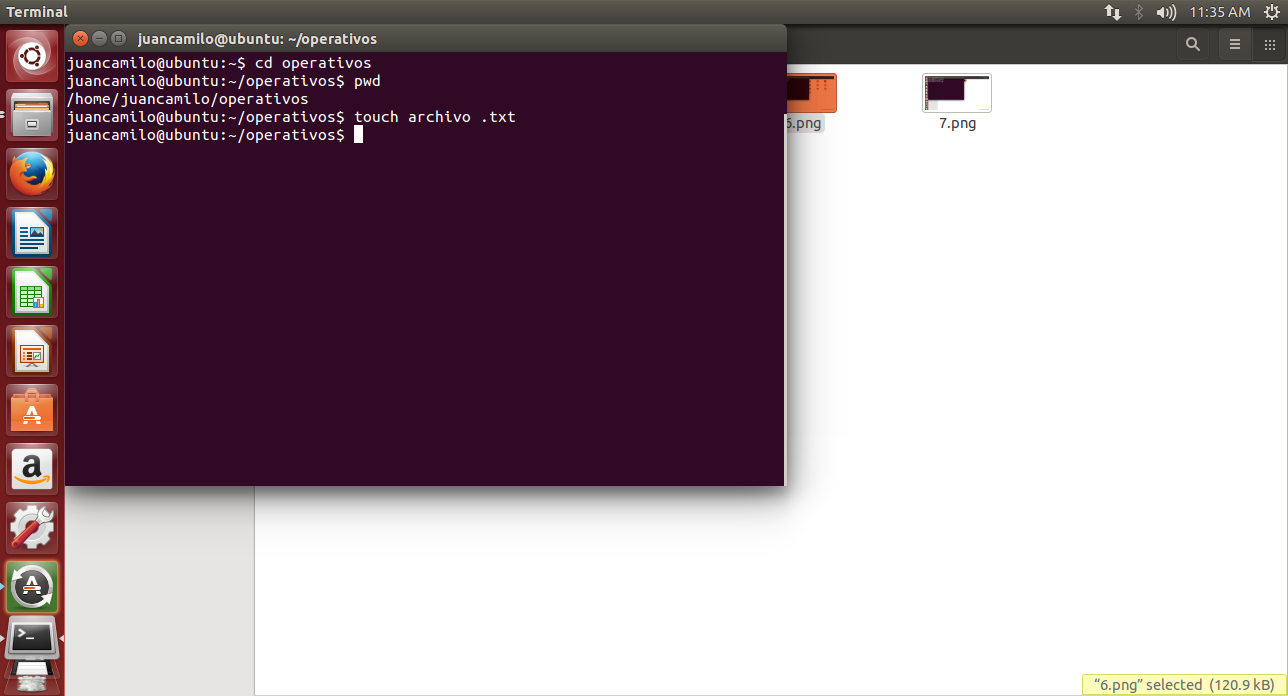 Terminal
11:35 AM
juancamilo@ubuntu: ~/operativos
juancamilo@ubuntu:~$ cd operativos
juancamilo@ubuntu:~/operativos$ pwd
/home/juancamilo/operativos
juancamilo@ubuntu:~/operativos$ touch archivo .txt
juancamilo@ubuntu:~/operativos$
6.png
7.png
“6.png” selected (120.9 kB)